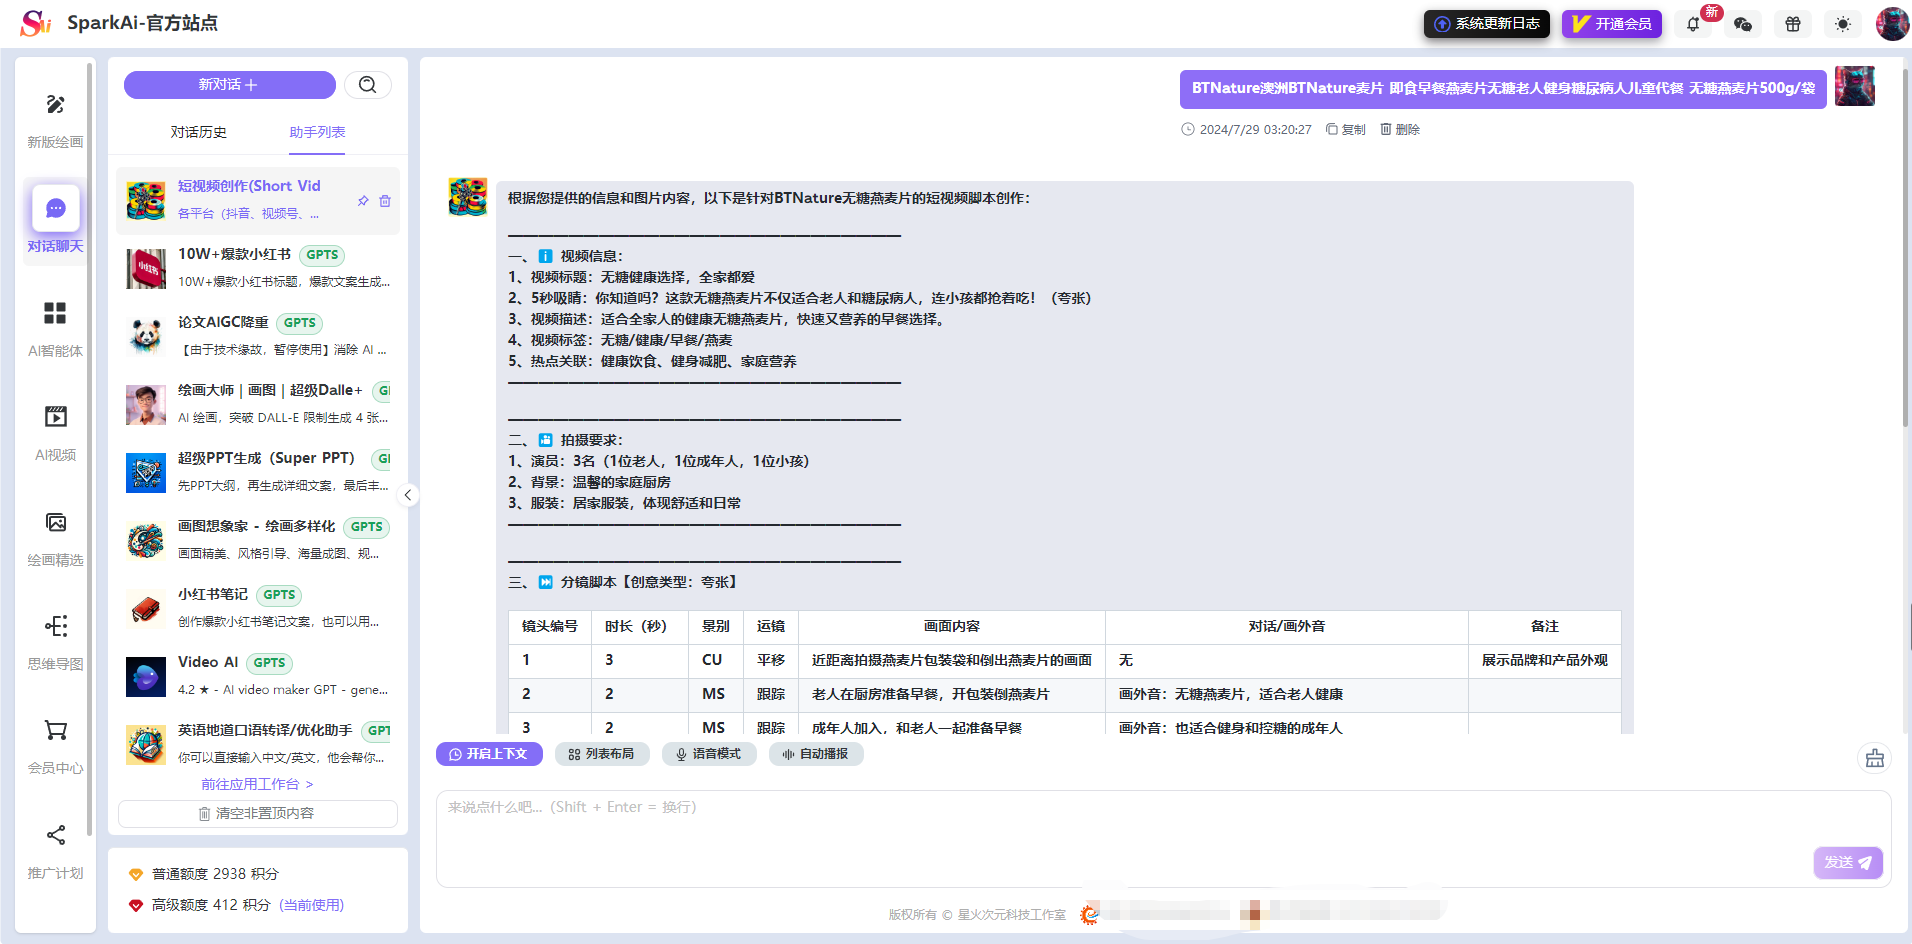 SparkAi-官方站点
系统更新日志
开通会员
新
新版绘画
对话聊天
AI智能体
AI视频
绘画精选
思维导图
会员中心
推广计划
新对话
对话历史
助手列表
短视频创作(Short Vid
各平台（抖音、视频号、...
10W+爆款小红书 GPTS
10W+爆款小红书标题，爆款文案生成...
论文AIGC降重 GPTS
【由于技术缘故，暂停使用】消除 AI ...
绘画大师 | 画图 | 超级Dalle+ G
AI 绘画，突破 DALL-E 限制生成 4 张...
超级PPT生成（Super PPT） G
先PPT大纲，再生成详细文案，最后丰...
画图想象家 - 绘画多样化 GPTS
画面精美、风格引导、海量成图、规...
小红书笔记 GPTS
创作爆款小红书笔记文案，也可以用...
Video AI GPTS
4.2 ★ - AI video maker GPT - gene...
英语地道口语转译/优化助手 GPT
你可以直接输入中文/英文，他会帮你...
前往应用工作台 >
清空非置顶内容
普通额度 2938 积分
高级额度 412 积分 (当前使用)
BTNature澳洲BTNature麦片 即食早餐燕麦片无糖老人健身糖尿病人儿童代餐 无糖燕麦片500g/袋
2024/7/29 03:20:27 复制 删除
根据您提供的信息和图片内容，以下是针对BTNature无糖燕麦片的短视频脚本创作：
一、 视频信息：
1、视频标题：无糖健康选择，全家都爱
2、5秒吸睛：你知道吗？这款无糖燕麦片不仅适合老人和糖尿病人，连小孩都抢着吃！（夸张）
3、视频描述：适合全家人的健康无糖燕麦片，快速又营养的早餐选择。
4、视频标签：无糖/健康/早餐/燕麦
5、热点关联：健康饮食、健身减肥、家庭营养
二、 拍摄要求：
1、演员：3名（1位老人，1位成年人，1位小孩）
2、背景：温馨的家庭厨房
3、服装：居家服装，体现舒适和日常
三、 分镜脚本【创意类型：夸张】
镜头编号 时长（秒） 景别 运镜 画面内容 对话/画外音 备注
1 3 CU 平移 近距离拍摄燕麦片包装袋和倒出燕麦片的画面 无 展示品牌和产品外观
2 2 MS 跟踪 老人在厨房准备早餐，开包装倒燕麦片 画外音：无糖燕麦片，适合老人健康
3 2 MS 跟踪 成年人加入，和老人一起准备早餐 画外音：也适合健身和控糖的成年人
开启上下文 列表布局 语音模式 自动播报
来说点什么吧...（Shift + Enter = 换行）
发送
版权所有 © 星火次元科技工作室